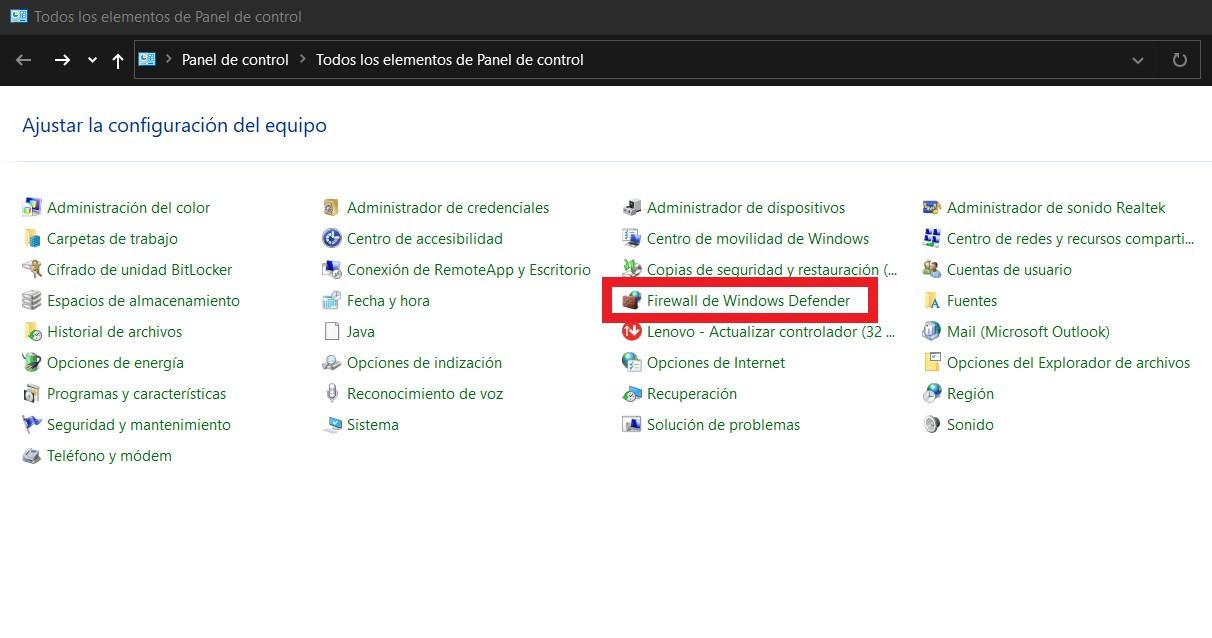 Todos los elementos de Panel de control
Panel de control > Todos los elementos de Panel de control
Ajustar la configuración del equipo
Administración del color
Administrador de credenciales
Administrador de dispositivos
Administrador de sonido Realtek
Carpetas de trabajo
Centro de accesibilidad
Centro de movilidad de Windows
Centro de redes y recursos comparti...
Cifrado de unidad BitLocker
Conexión de RemoteApp y Escritorio
Copias de seguridad y restauración (...
Cuentas de usuario
Espacios de almacenamiento
Fecha y hora
Firewall de Windows Defender
Fuentes
Historial de archivos
Java
Lenovo - Actualizar controlador (32 ...
Mail (Microsoft Outlook)
Opciones de energía
Opciones de indización
Opciones de Internet
Opciones del Explorador de archivos
Programas y características
Reconocimiento de voz
Recuperación
Región
Seguridad y mantenimiento
Sistema
Solución de problemas
Sonido
Teléfono y módem